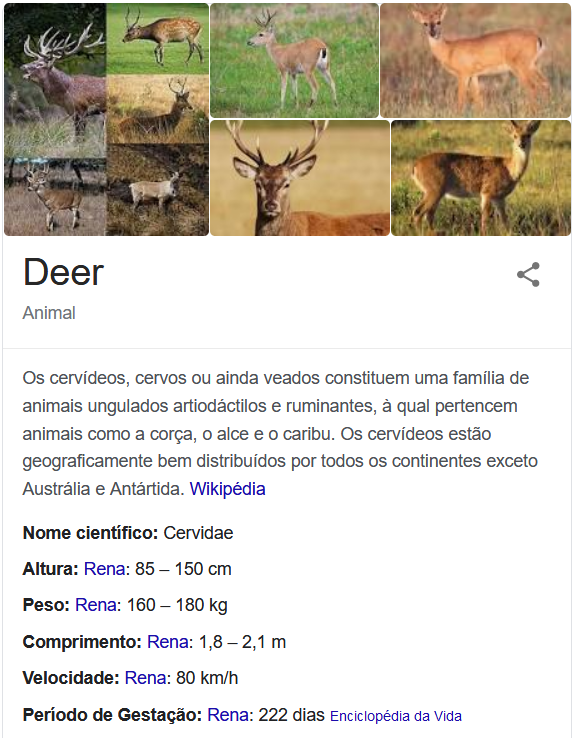 Deer
Animal
Os cervídeos, cervos ou ainda veados constituem uma família de
animais ungulados artiodáctilos e ruminantes, à qual pertencem
animais como a corça, o alce e o caribu. Os cervídeos estão
geograficamente bem distribuídos por todos os continentes exceto
Austrália e Antártida. Wikipédia
Nome científico: Cervidae
Altura: Rena: 85 – 150 cm
Peso: Rena: 160 – 180 kg
Comprimento: Rena: 1,8 – 2,1 m
Velocidade: Rena: 80 km/h
Período de Gestação: Rena: 222 dias Enciclopédia da Vida